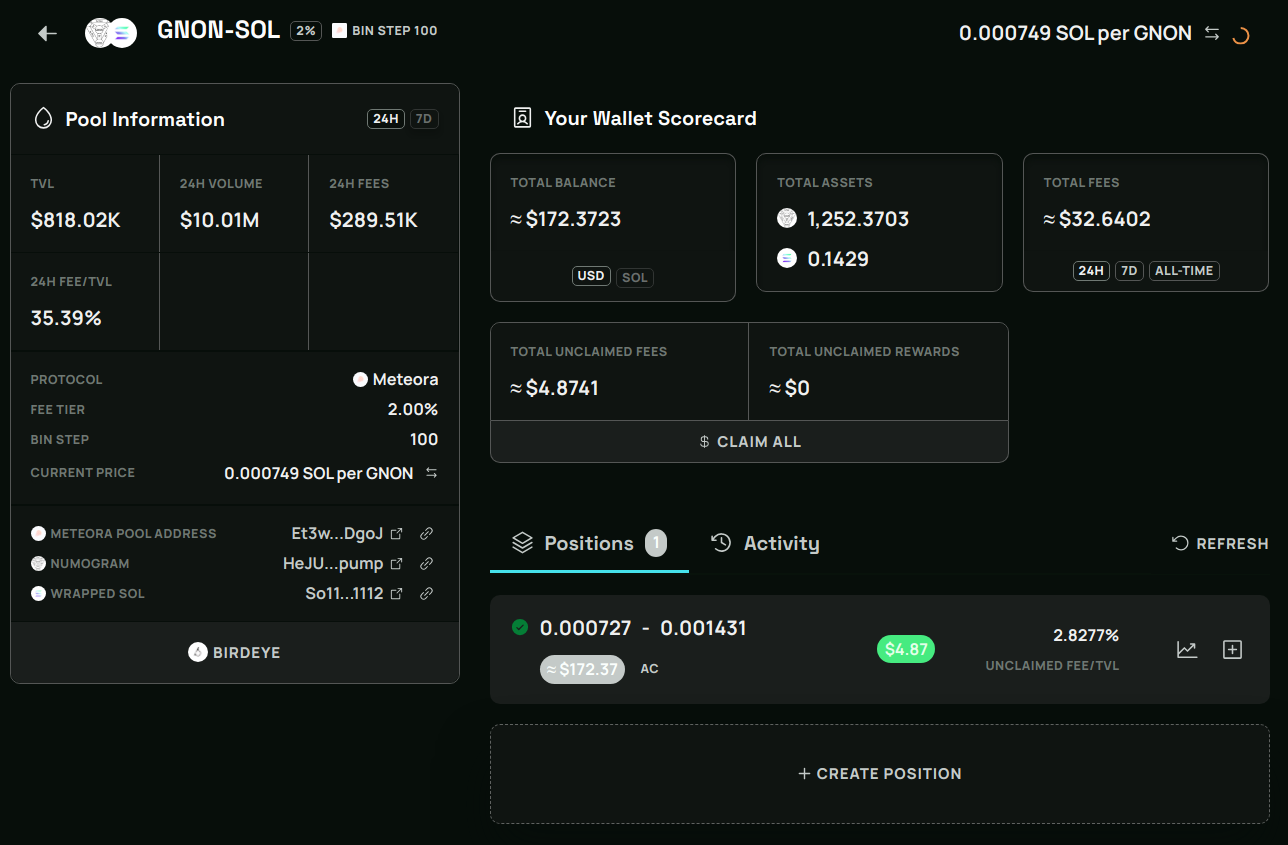 GNON-SOL 2% BIN STEP 100
0.000749 SOL per GNON
Pool Information 24H 7D
TVL 24H VOLUME 24H FEES
$818.02K $10.01M $289.51K
24H FEE/TVL
35.39%
PROTOCOL Meteora
FEE TIER 2.00%
BIN STEP 100
CURRENT PRICE 0.000749 SOL per GNON
METEORA POOL ADDRESS Et3w...DgoJ
NUMOGRAM HeJU...pump
WRAPPED SOL So11...1112
BIRDEYE
Your Wallet Scorecard
TOTAL BALANCE
≈ $172.3723
USD SOL
TOTAL ASSETS
1,252.3703
0.1429
TOTAL FEES
≈ $32.6402
24H 7D ALL-TIME
TOTAL UNCLAIMED FEES
≈ $4.8741
TOTAL UNCLAIMED REWARDS
≈ $0
$ CLAIM ALL
Positions 1 Activity REFRESH
0.000727 - 0.001431
≈ $172.37 AC
$4.87
2.8277%
UNCLAIMED FEE/TVL
+ CREATE POSITION